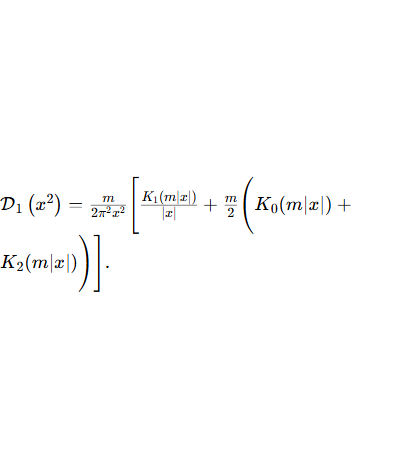 𝒟₁ (x²) = m/(2π²x²) [ K₁(m|x|)/|x| + m/2 ( K₀(m|x|) +
K₂(m|x|) ) ] .